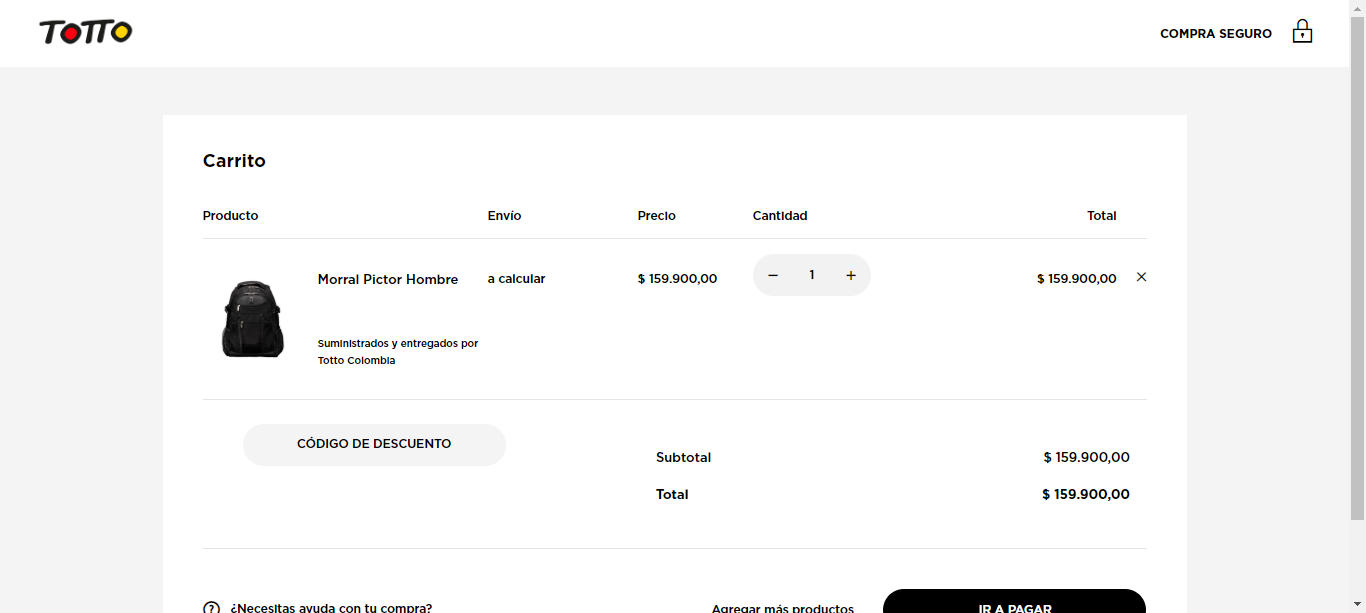 TOTTO
COMPRA SEGURO
Carrito
Producto Envío Precio Cantidad Total
Morral Pictor Hombre a calcular $ 159.900,00 − 1 + $ 159.900,00 ×
Suministrados y entregados por
Totto Colombia
CÓDIGO DE DESCUENTO
Subtotal $ 159.900,00
Total $ 159.900,00
? ¿Necesitas ayuda con tu compra? Agregar más productos IR A PAGAR